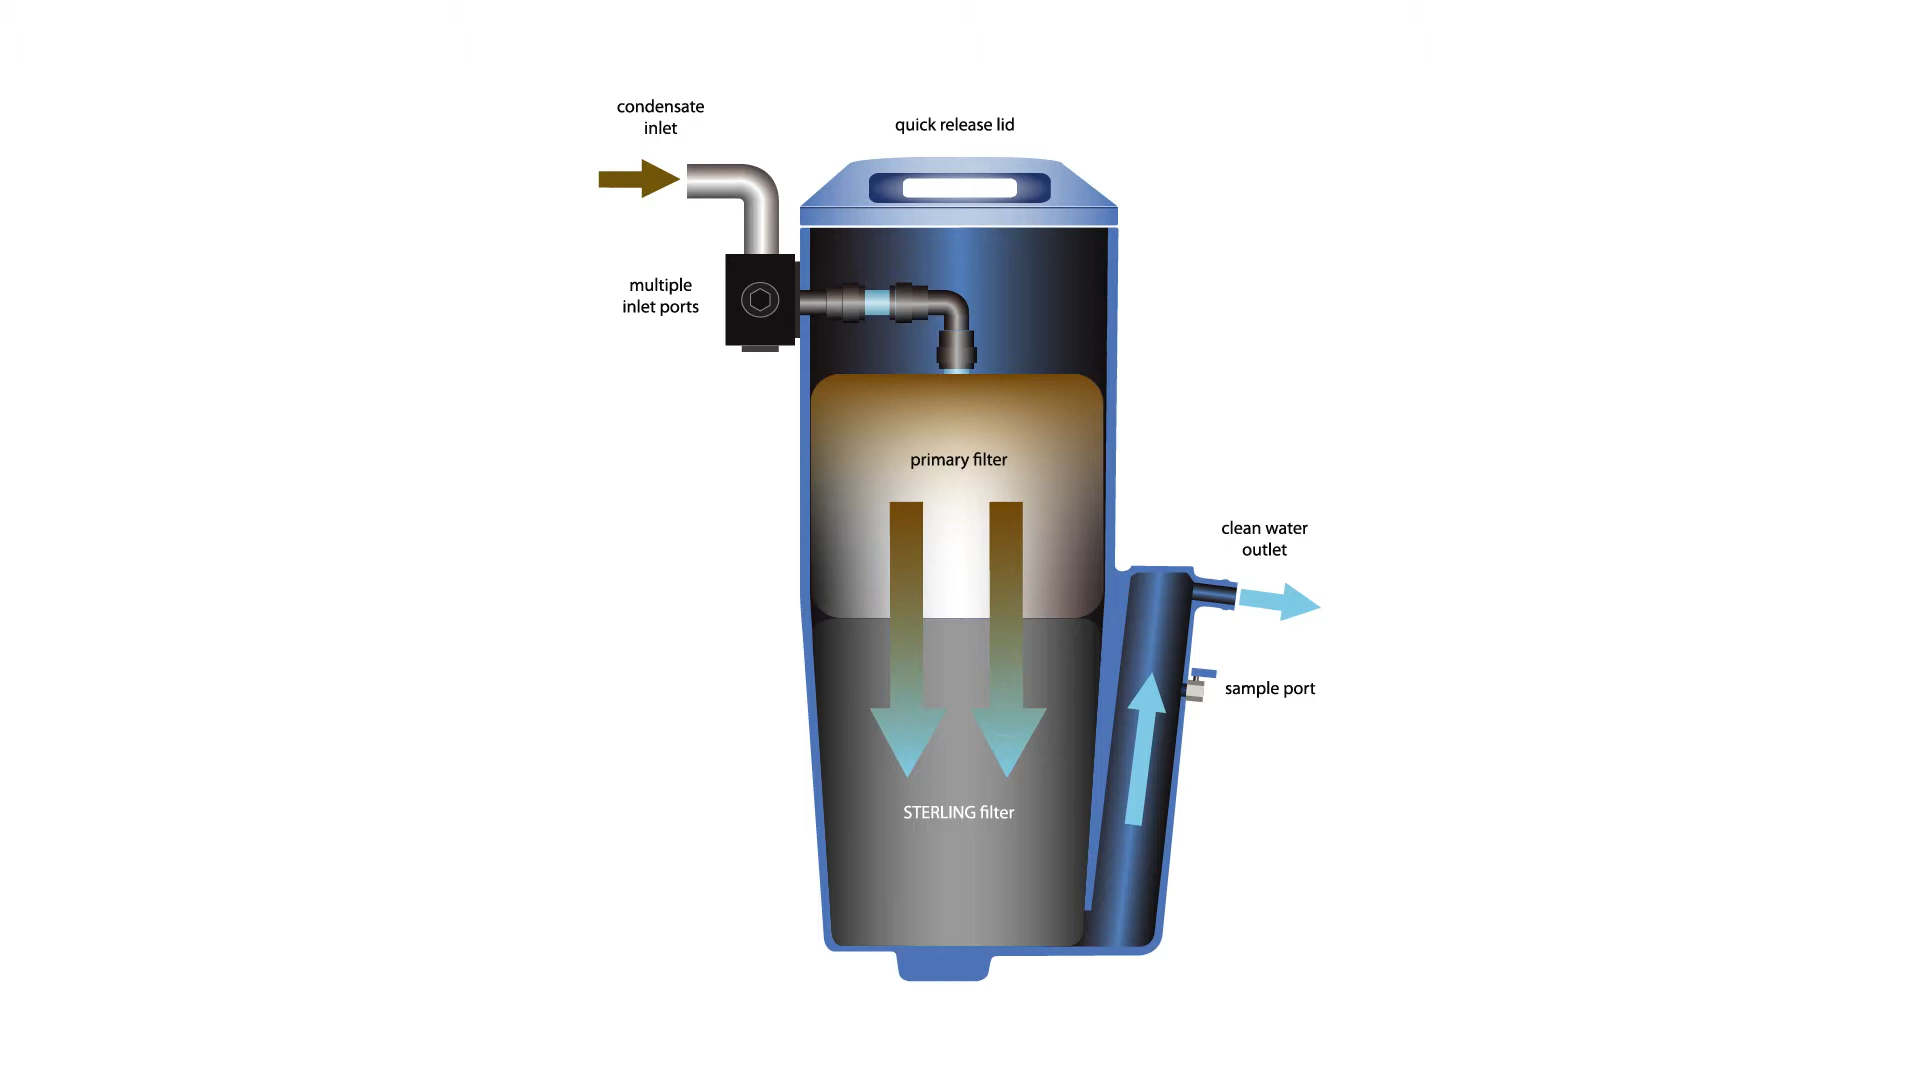 condensate
inlet
quick release lid
multiple
inlet ports
primary filter
clean water
outlet
sample port
STERLING filter